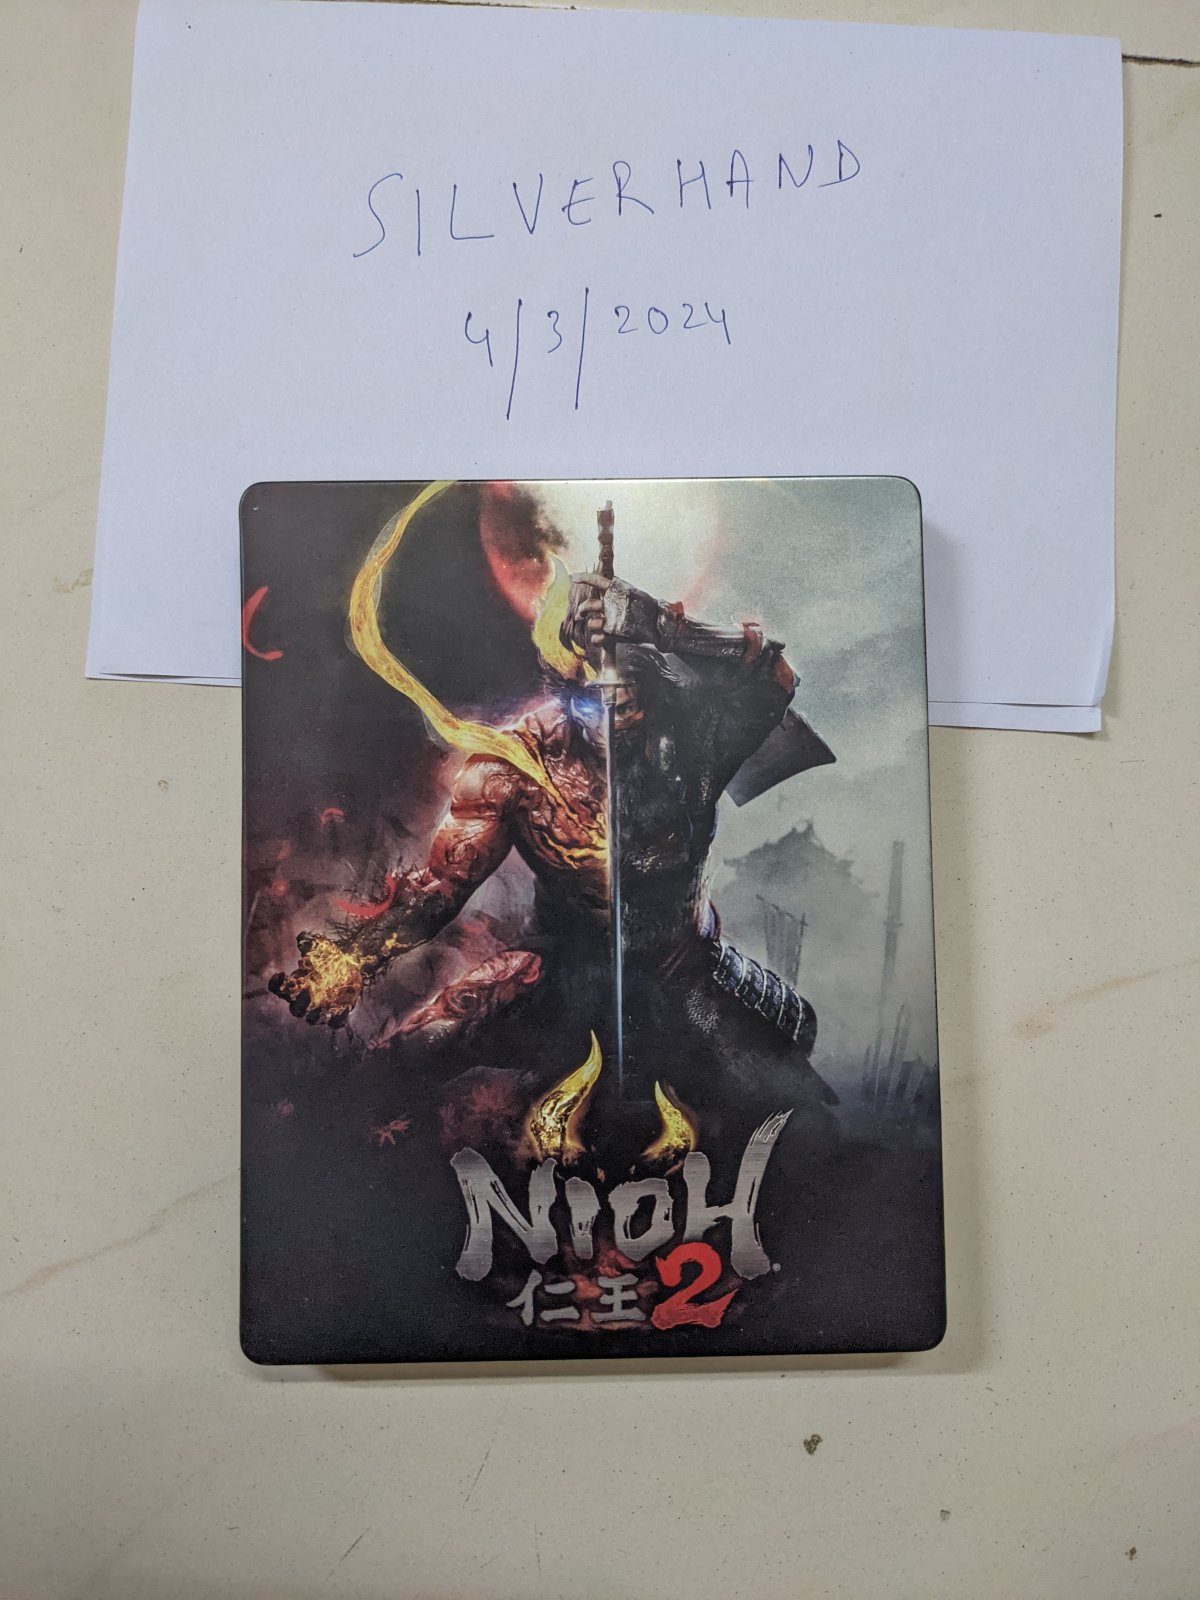 SILVERHAND
4/3/2024
NIOH
仁王2